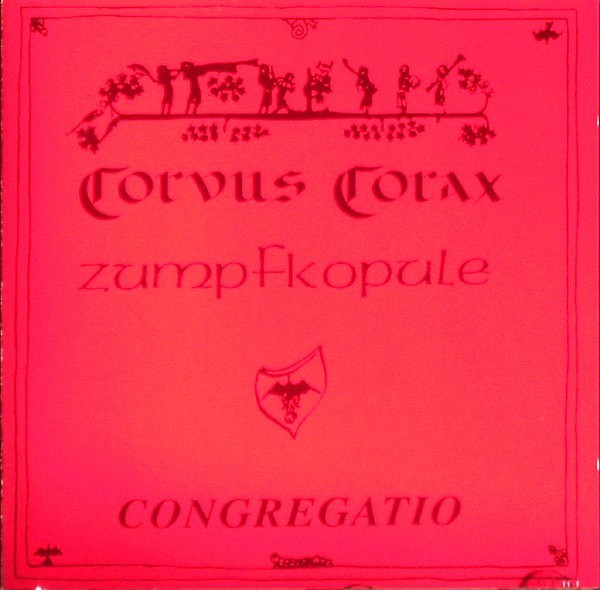 Corvus Corax
zumpfkopule
CONGREGATIO